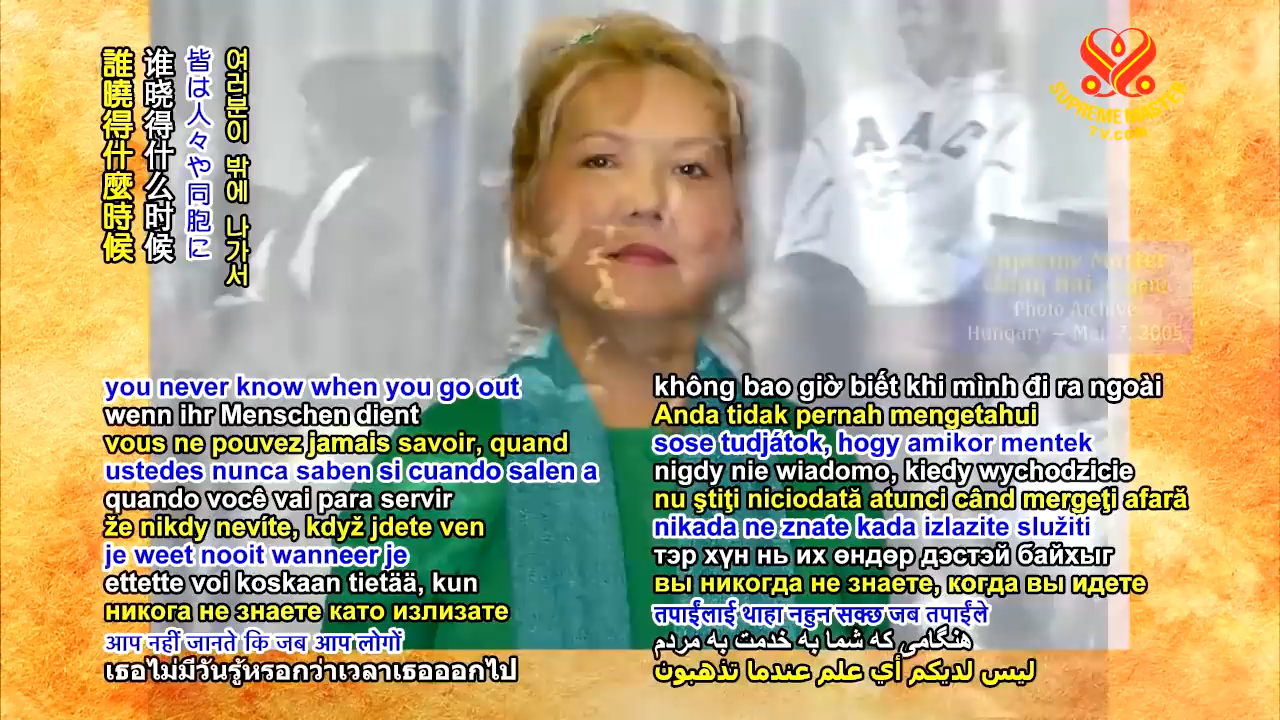 誰曉得什麼時候
谁晓得什么时候
皆は人々や同胞に
여러분이 밖에 나가서
SUPREME MASTER
TV.COM
AAC
Supreme Master
Ching Hai
Photo Archive
Hungary ~ Mar. 7, 2005
you never know when you go out
wenn ihr Menschen dient
vous ne pouvez jamais savoir, quand
ustedes nunca saben si cuando salen a
quando você vai para servir
že nikdy nevíte, když jdete ven
je weet nooit wanneer je
ettette voi koskaan tietää, kun
никога не знаете като излизате
आप नहीं जानते कि जब आप लोगों
เธอไม่มีวันรู้หรอกว่าเวลาเธอออกไป
không bao giờ biết khi mình đi ra ngoài
Anda tidak pernah mengetahui
sose tudjátok, hogy amikor mentek
nigdy nie wiadomo, kiedy wychodzicie
nu ştiţi niciodată atunci când mergeţi afară
nikada ne znate kada izlazite služiti
тэр хүн нь их өндөр дэстэй байхыг
вы никогда не знаете, когда вы идете
तपाईंलाई थाहा नहुन सक्छ जब तपाईंले
هنگامی که شما به خدمت به مردم
ليس لديكم أي علم عندما تذهبون